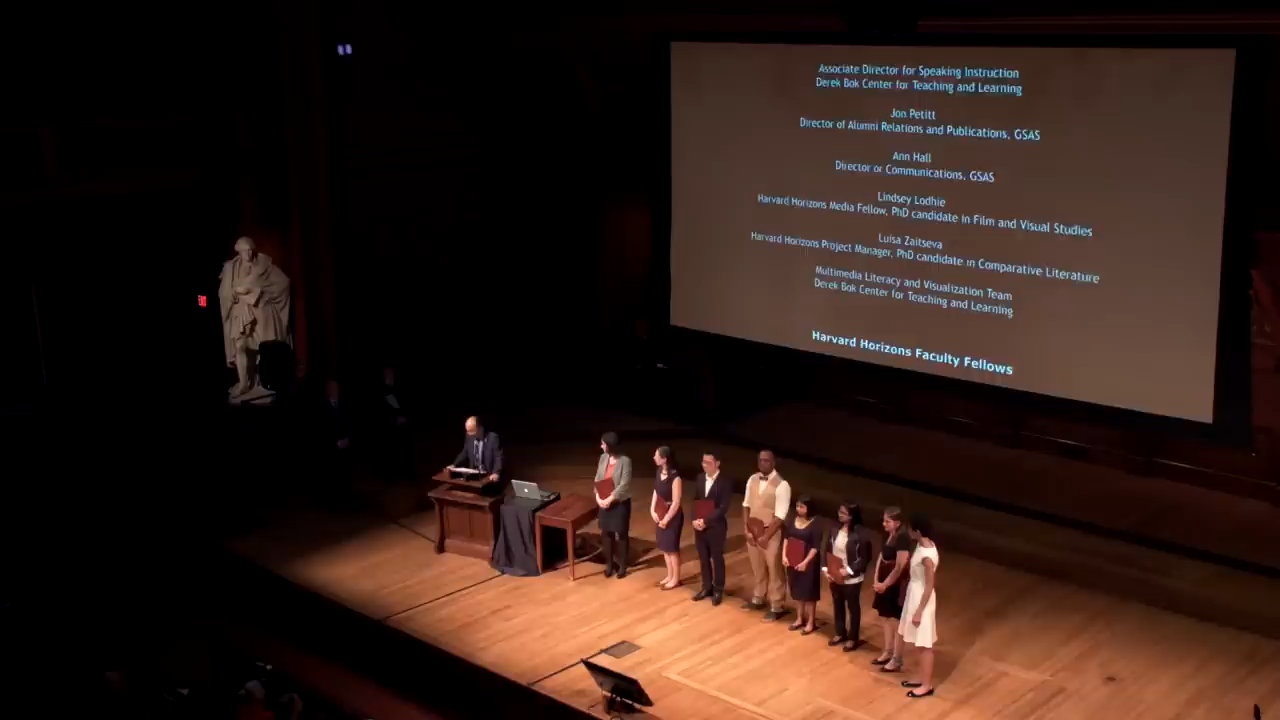 Associate Director for Speaking Instruction
Derek Bok Center for Teaching and Learning
Jon Petitt
Director of Alumni Relations and Publications, GSAS
Ann Hall
Director or Communications, GSAS
Lindsey Lodhie
Harvard Horizons Media Fellow, PhD candidate in Film and Visual Studies
Luisa Zaitseva
Harvard Horizons Project Manager, PhD candidate in Comparative Literature
Multimedia Literacy and Visualization Team
Derek Bok Center for Teaching and Learning
Harvard Horizons Faculty Fellows